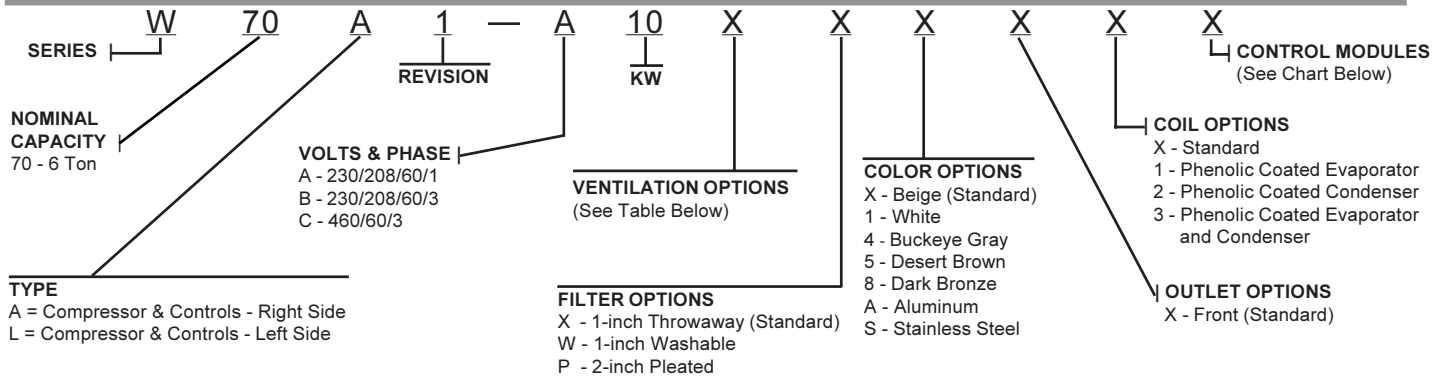 W 70 A 1 — A 10 X X X X X X
SERIES
REVISION
KW
CONTROL MODULES
(See Chart Below)
NOMINAL
CAPACITY
70 - 6 Ton
VOLTS & PHASE
A - 230/208/60/1
B - 230/208/60/3
C - 460/60/3
VENTILATION OPTIONS
(See Table Below)
COLOR OPTIONS
X - Beige (Standard)
1 - White
4 - Buckeye Gray
5 - Desert Brown
8 - Dark Bronze
A - Aluminum
S - Stainless Steel
COIL OPTIONS
X - Standard
1 - Phenolic Coated Evaporator
2 - Phenolic Coated Condenser
3 - Phenolic Coated Evaporator
and Condenser
TYPE
A = Compressor & Controls - Right Side
L = Compressor & Controls - Left Side
FILTER OPTIONS
X - 1-inch Throwaway (Standard)
W - 1-inch Washable
P - 2-inch Pleated
OUTLET OPTIONS
X - Front (Standard)